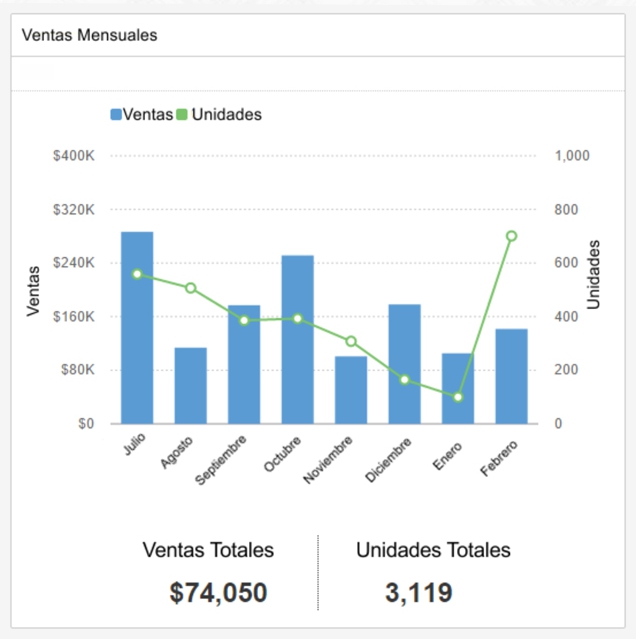 Ventas Mensuales
Ventas Unidades
$400K 1,000
$320K 800
$240K 600
$160K 400
$80K 200
$0 0
Ventas
Unidades
Julio Agosto Septiembre Octubre Noviembre Diciembre Enero Febrero
Ventas Totales Unidades Totales
$74,050 3,119